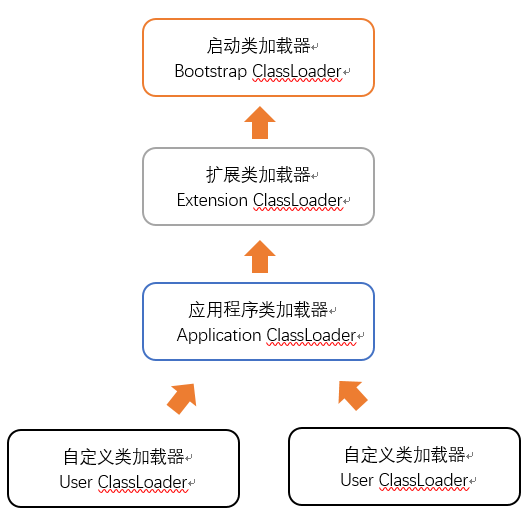 启动类加载器
Bootstrap ClassLoader
扩展类加载器
Extension ClassLoader
应用程序类加载器
Application ClassLoader
自定义类加载器
User ClassLoader
自定义类加载器
User ClassLoader